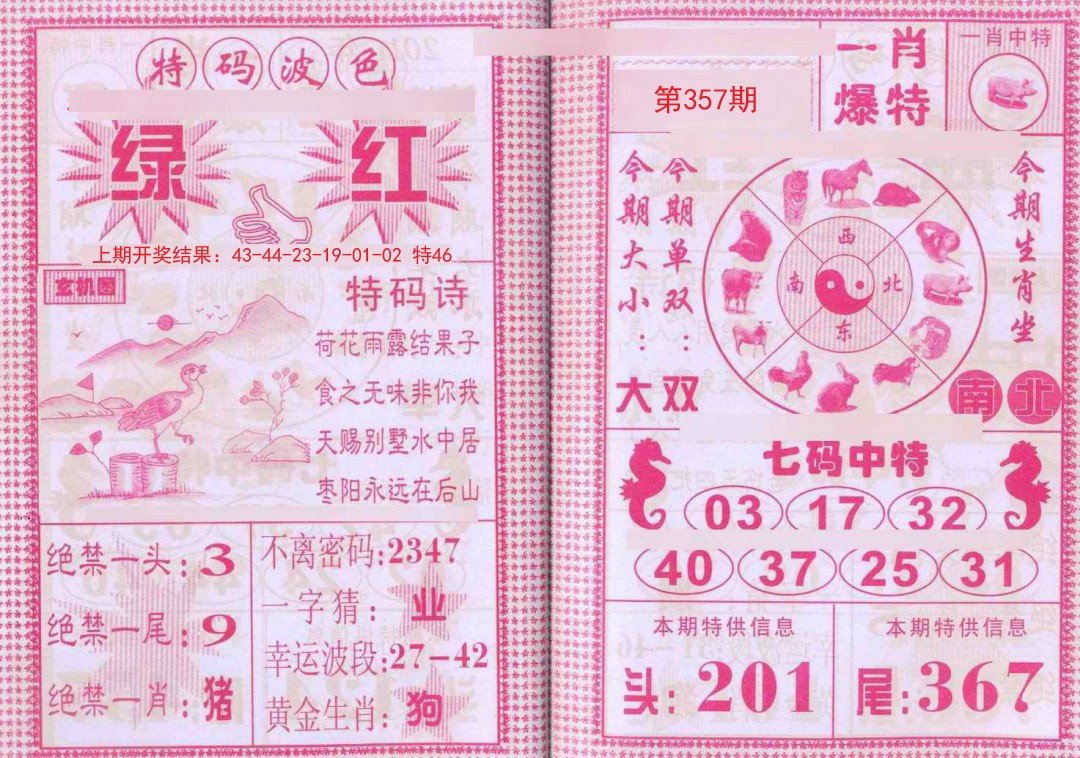 特码波色
绿 红
上期开奖结果：43-44-23-19-01-02 特46
玄机图
特码诗
荷花雨露结果子
食之无味非你我
天赐别墅水中居
枣阳永远在后山
绝禁一头:3
绝禁一尾:9
绝禁一肖:猪
不离密码:2347
一字猜：业
幸运波段:27-42
黄金生肖:狗
第357期
一肖
爆特
一肖中特
今期大小：大
今期单双：双
西
南 北
东
今期生肖坐
南 北
七码中特
03 17 32
40 37 25 31
本期特供信息
头:201
本期特供信息
尾:367